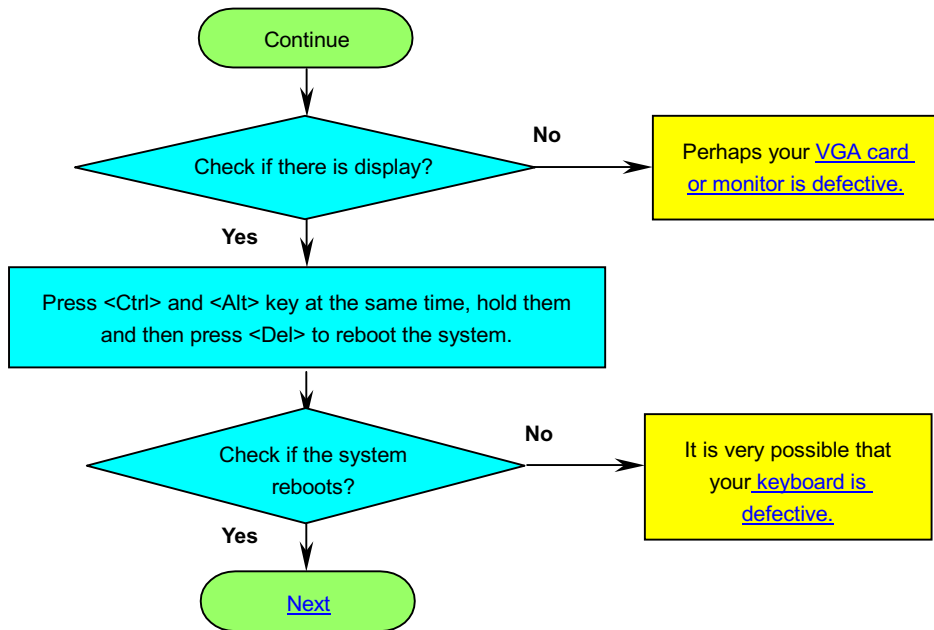 Continue
Check if there is display?
No
Perhaps your VGA card
or monitor is defective.
Yes
Press <Ctrl> and <Alt> key at the same time, hold them
and then press <Del> to reboot the system.
Check if the system
reboots?
No
It is very possible that
your keyboard is
defective.
Yes
Next